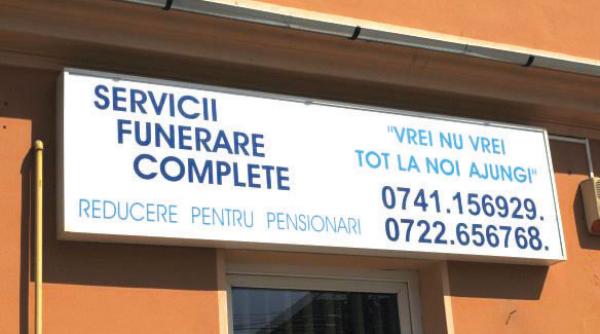 SERVICII
FUNERARE
COMPLETE
REDUCERE PENTRU PENSIONARI
"VREI NU VREI
TOT LA NOI AJUNGI"
0741.156929.
0722.656768.